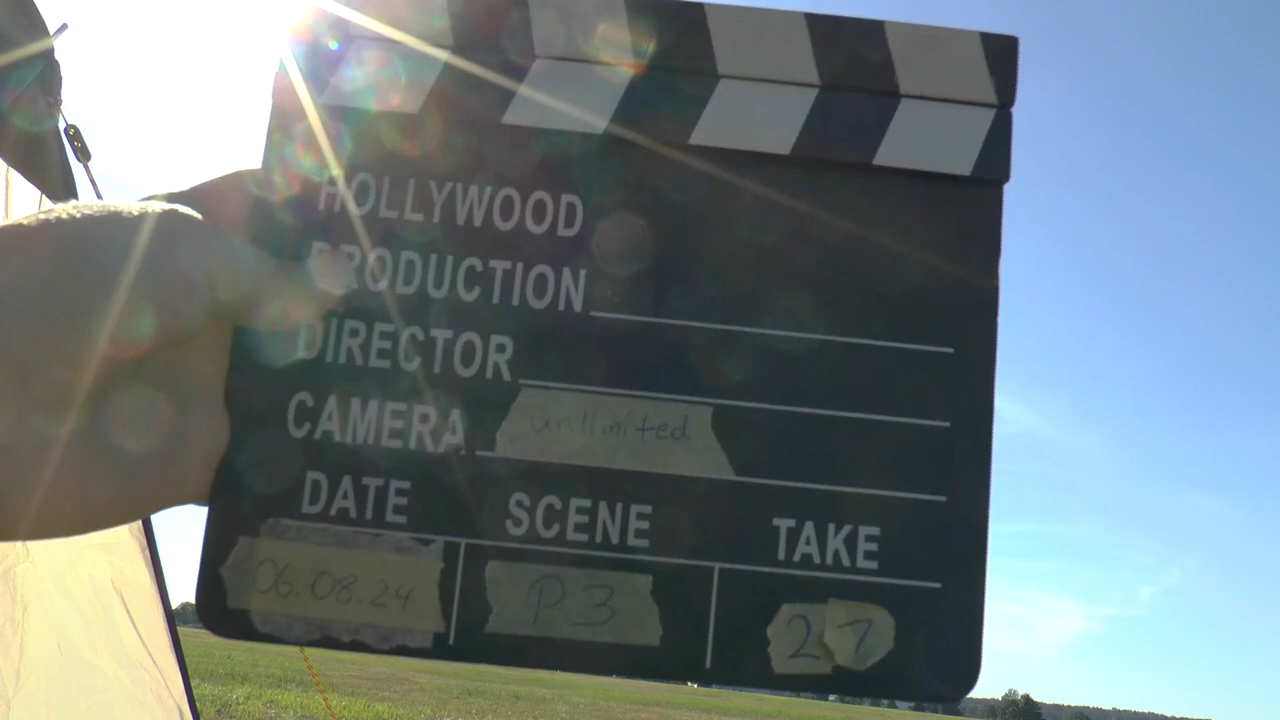 HOLLYWOOD
PRODUCTION
DIRECTOR
CAMERA unlimited
DATE SCENE TAKE
06.08.24 P3 27